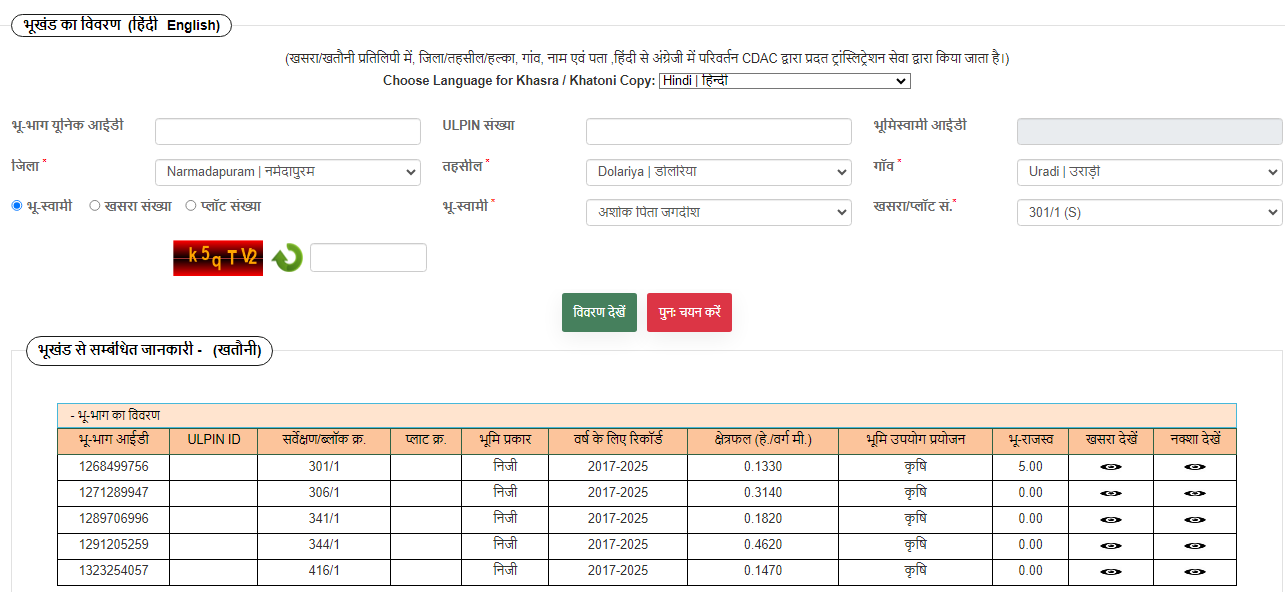 भूखंड का विवरण (हिंदी English)
(खसरा/खतौनी प्रतिलिपी में, जिला/तहसील/हल्का, गांव, नाम एवं पता ,हिंदी से अंग्रेजी में परिवर्तन CDAC द्वारा प्रदत ट्रांस्लिट्रेशन सेवा द्वारा किया जाता है।)
Choose Language for Khasra / Khatoni Copy: Hindi | हिन्दी
भू-भाग यूनिक आईडी ULPIN संख्या भूमिस्वामी आईडी
जिला * Narmadapuram | नर्मदापुरम तहसील * Dolariya | डोलरिया गाँव * Uradi | उराड़ी
भू-स्वामी खसरा संख्या प्लॉट संख्या भू-स्वामी * अशोक पिता जगदीश खसरा/प्लॉट सं.* 301/1 (S)
k5qTV2
विवरण देखें पुनः चयन करें
भूखंड से सम्बंधित जानकारी - (खतौनी)
- भू-भाग का विवरण
भू-भाग आईडी ULPIN ID सर्वेक्षण/ब्लॉक क्र. प्लाट क्र. भूमि प्रकार वर्ष के लिए रिकॉर्ड क्षेत्रफल (हे./वर्ग मी.) भूमि उपयोग प्रयोजन भू-राजस्व खसरा देखें नक्शा देखें
1268499756 301/1 निजी 2017-2025 0.1330 कृषि 5.00
1271289947 306/1 निजी 2017-2025 0.3140 कृषि 0.00
1289706996 341/1 निजी 2017-2025 0.1820 कृषि 0.00
1291205259 344/1 निजी 2017-2025 0.4620 कृषि 0.00
1323254057 416/1 निजी 2017-2025 0.1470 कृषि 0.00